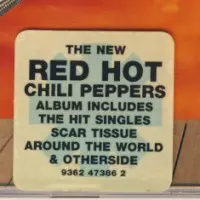 THE NEW
RED HOT
CHILI PEPPERS
ALBUM INCLUDES
THE HIT SINGLES
SCAR TISSUE
AROUND THE WORLD
& OTHERSIDE
9362 47386 2